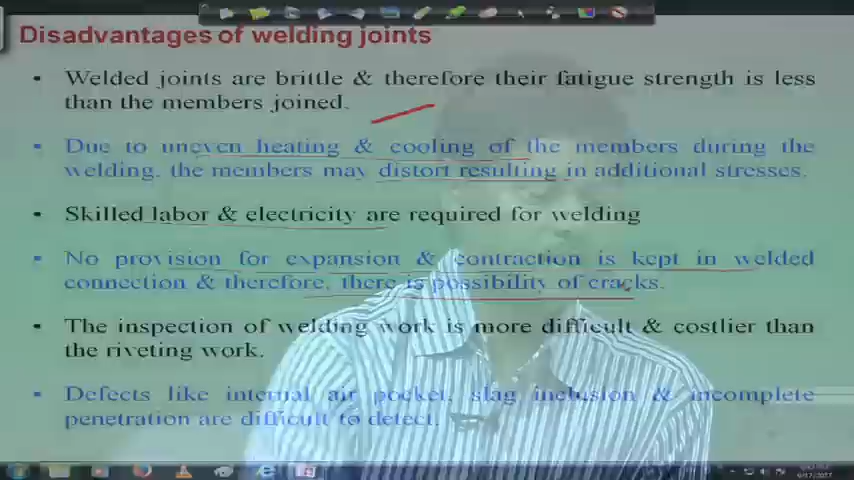 Disadvantages of welding joints
• Welded joints are brittle & therefore their fatigue strength is less
than the members joined.
• Due to uneven heating & cooling of the members during the
welding, the members may distort resulting in additional stresses.
• Skilled labor & electricity are required for welding
• No provision for expansion & contraction is kept in welded
connection & therefore, there is possibility of cracks.
• The inspection of welding work is more difficult & costlier than
the riveting work.
• Defects like internal air pocket, slag inclusion & incomplete
penetration are difficult to detect.